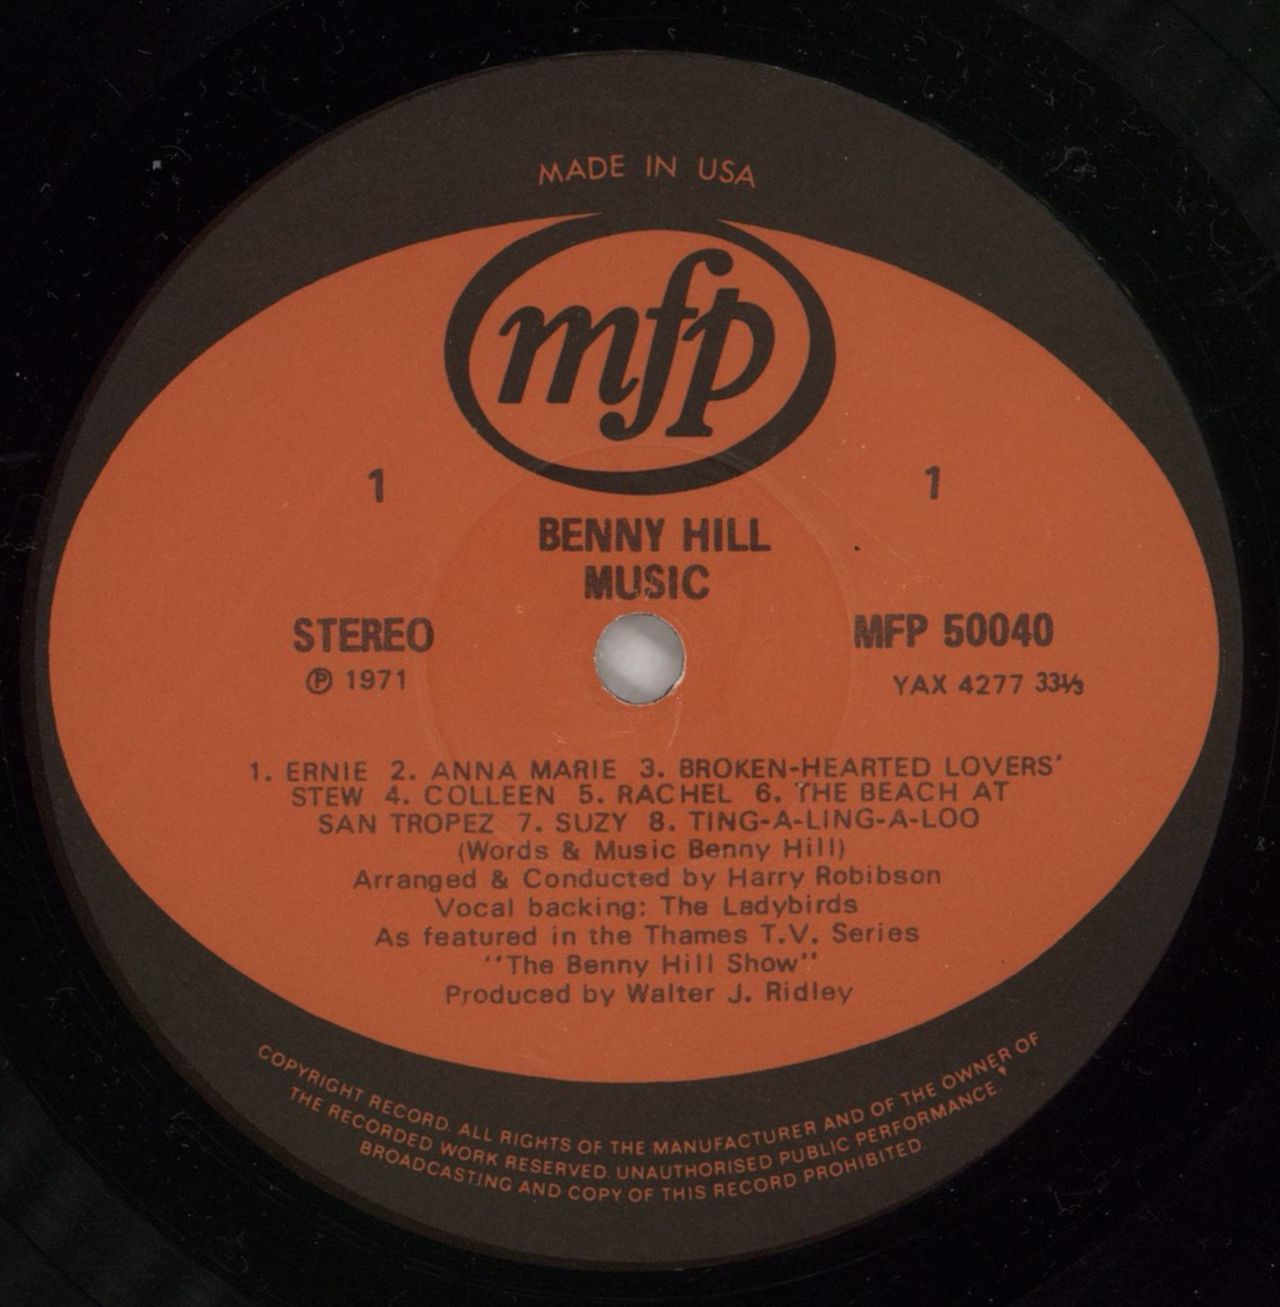 MADE IN USA
mfp
1 1
BENNY HILL
MUSIC
STEREO MFP 50040
Ⓟ 1971 YAX 4277 33⅓
1. ERNIE 2. ANNA MARIE 3. BROKEN-HEARTED LOVERS'
STEW 4. COLLEEN 5. RACHEL 6. THE BEACH AT
SAN TROPEZ 7. SUZY 8. TING-A-LING-A-LOO
(Words & Music Benny Hill)
Arranged & Conducted by Harry Robibson
Vocal backing: The Ladybirds
As featured in the Thames T.V. Series
"The Benny Hill Show"
Produced by Walter J. Ridley
COPYRIGHT RECORD. ALL RIGHTS OF THE MANUFACTURER AND OF THE OWNER OF
THE RECORDED WORK RESERVED. UNAUTHORISED PUBLIC PERFORMANCE,
BROADCASTING AND COPY OF THIS RECORD PROHIBITED